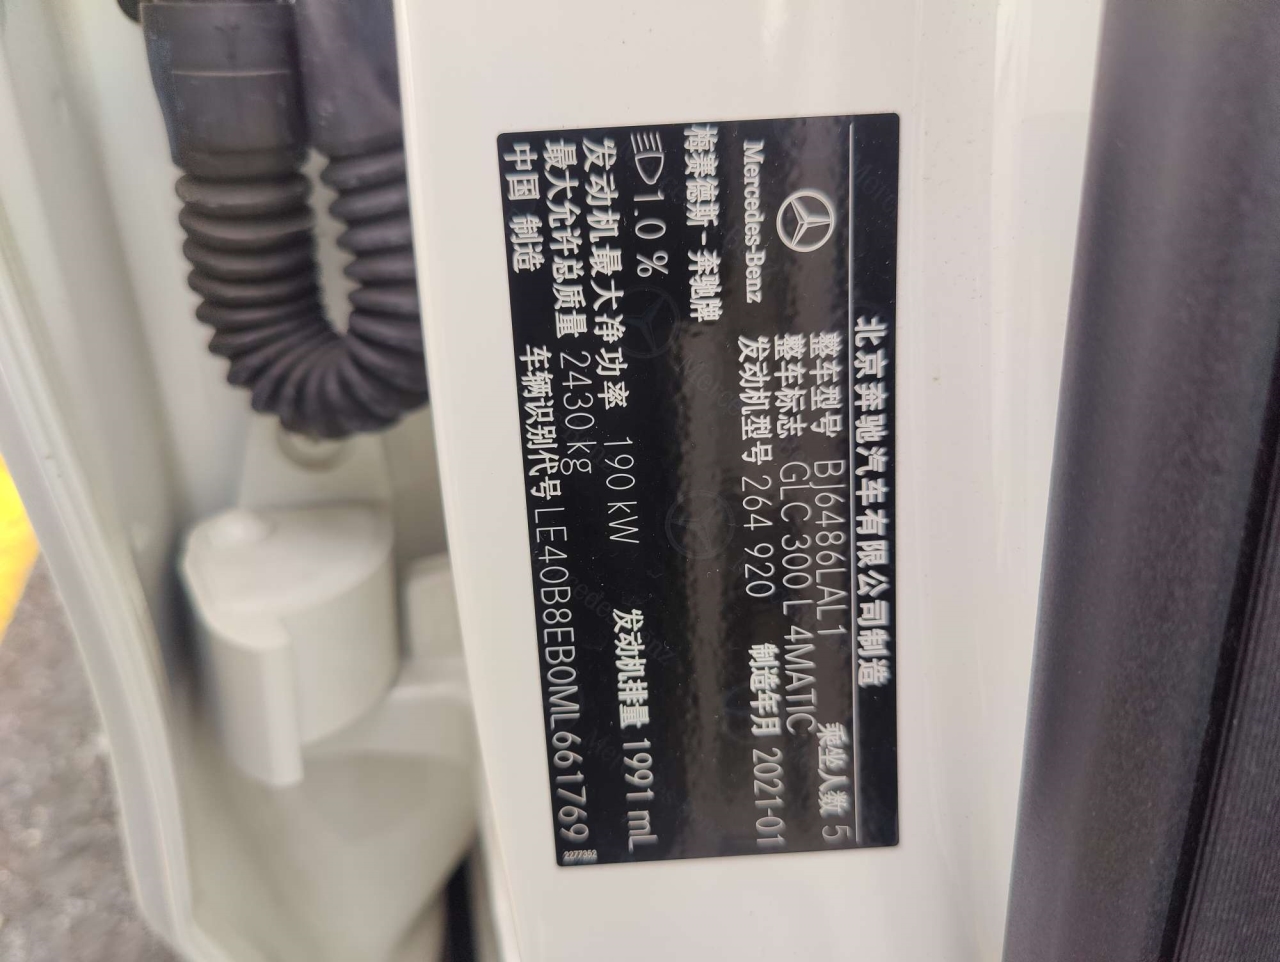 北京奔驰汽车有限公司制造
Mercedes-Benz
整车型号 BJ6486LAL1 乘坐人数 5
整车标志 GLC 300 L 4MATIC
发动机型号 264 920 制造年月 2021-01
梅赛德斯-奔驰牌
1.0 %
发动机最大净功率 190 kW 发动机排量 1991 mL
最大允许总质量 2430 kg
中国 制造 车辆识别代号 LE40B8EB0ML661769
2277352